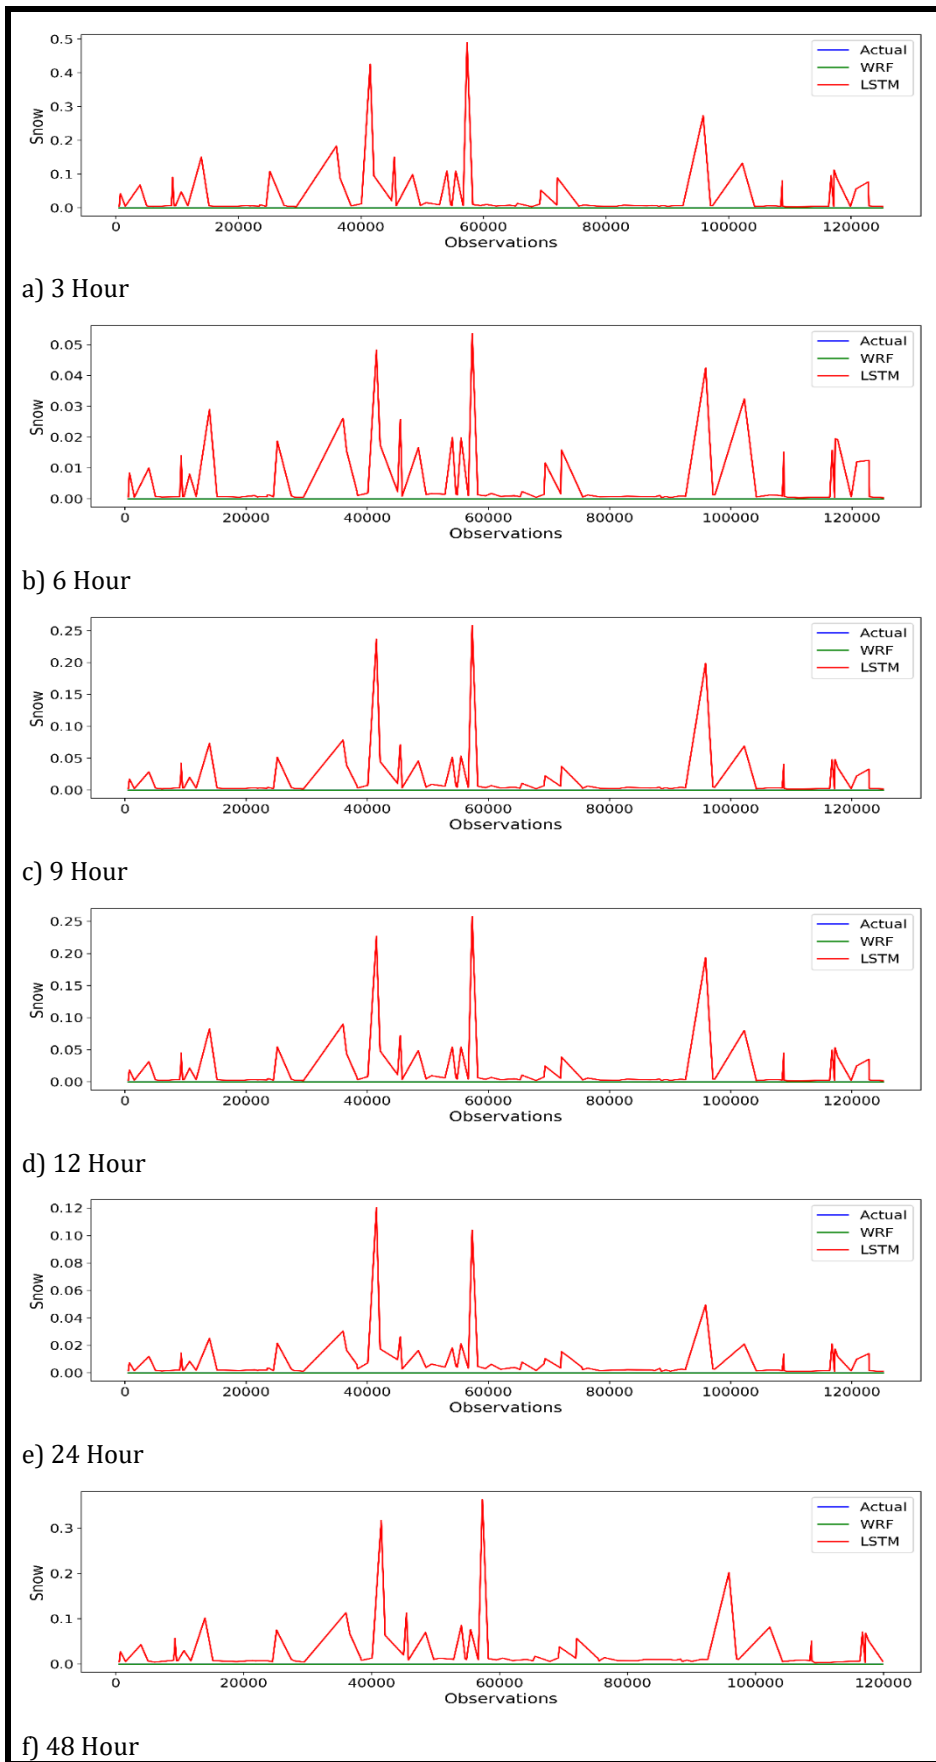 0.5
0.4
0.3
0.2
0.1
0.0
Snow
Actual
WRF
LSTM
0 20000 40000 60000 80000 100000 120000
Observations
a) 3 Hour
0.05
0.04
0.03
0.02
0.01
0.00
Snow
Actual
WRF
LSTM
0 20000 40000 60000 80000 100000 120000
Observations
b) 6 Hour
0.25
0.20
0.15
0.10
0.05
0.00
Snow
Actual
WRF
LSTM
0 20000 40000 60000 80000 100000 120000
Observations
c) 9 Hour
0.25
0.20
0.15
0.10
0.05
0.00
Snow
Actual
WRF
LSTM
0 20000 40000 60000 80000 100000 120000
Observations
d) 12 Hour
0.12
0.10
0.08
0.06
0.04
0.02
0.00
Snow
Actual
WRF
LSTM
0 20000 40000 60000 80000 100000 120000
Observations
e) 24 Hour
0.3
0.2
0.1
0.0
Snow
Actual
WRF
LSTM
0 20000 40000 60000 80000 100000 120000
Observations
f) 48 Hour